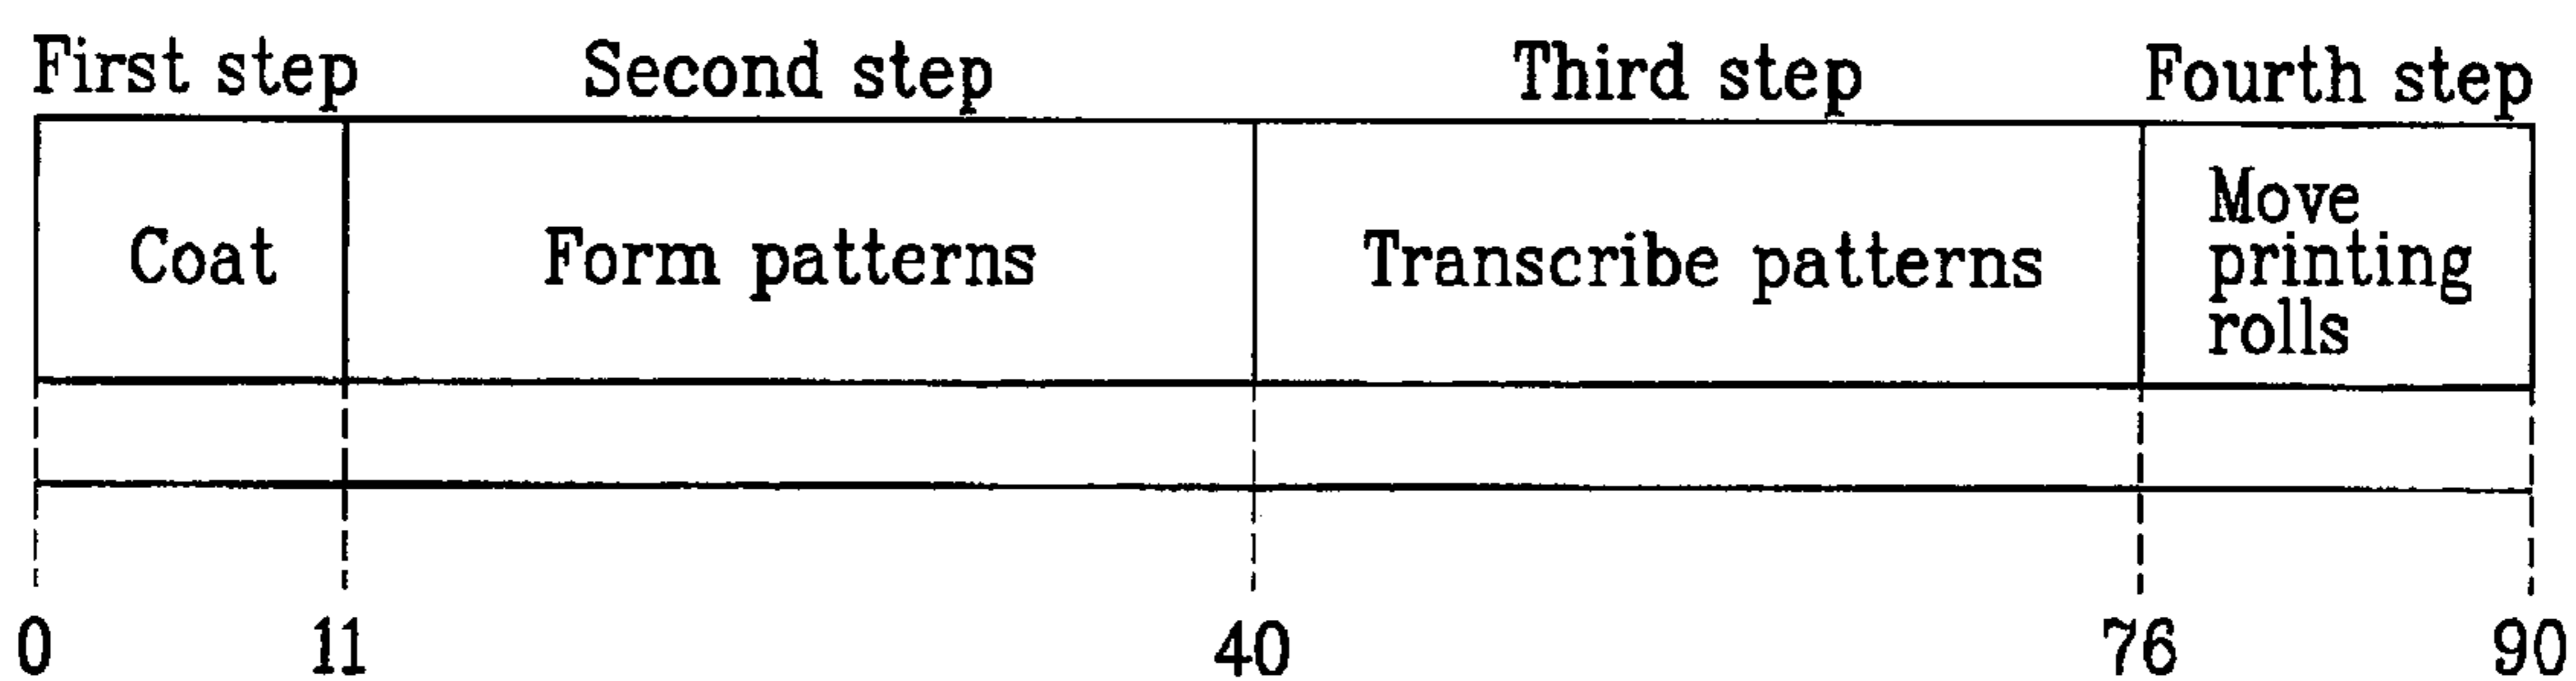 First step Second step Third step Fourth step
Coat Form patterns Transcribe patterns Move
printing
rolls
0 11 40 76 90